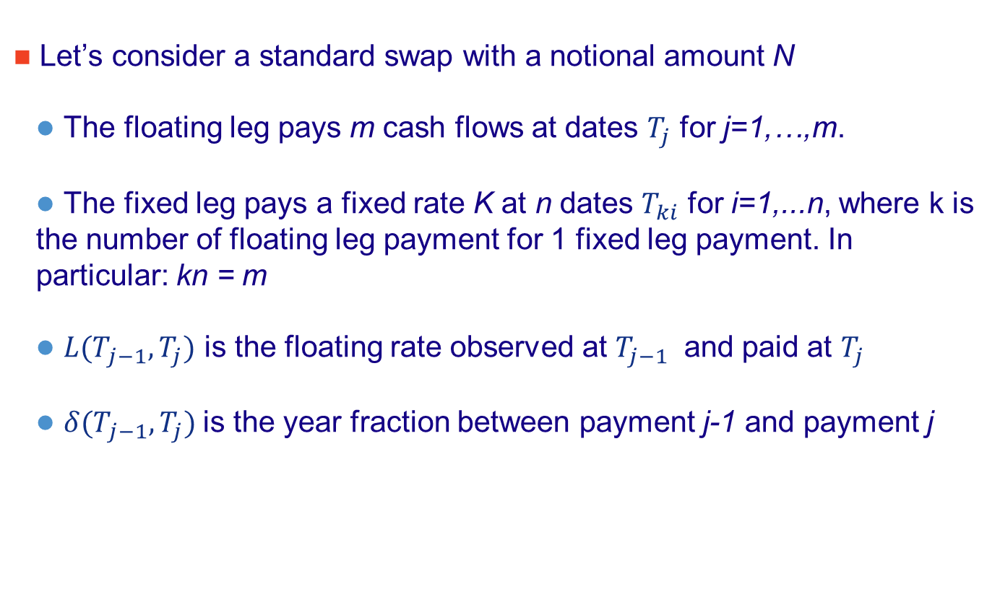 Let’s consider a standard swap with a notional amount N
The floating leg pays m cash flows at dates T_j for j=1,…,m.
The fixed leg pays a fixed rate K at n dates T_{ki} for i=1,...n, where k is
the number of floating leg payment for 1 fixed leg payment. In
particular: kn = m
L(T_{j−1}, T_j) is the floating rate observed at T_{j−1} and paid at T_j
δ(T_{j−1}, T_j) is the year fraction between payment j-1 and payment j